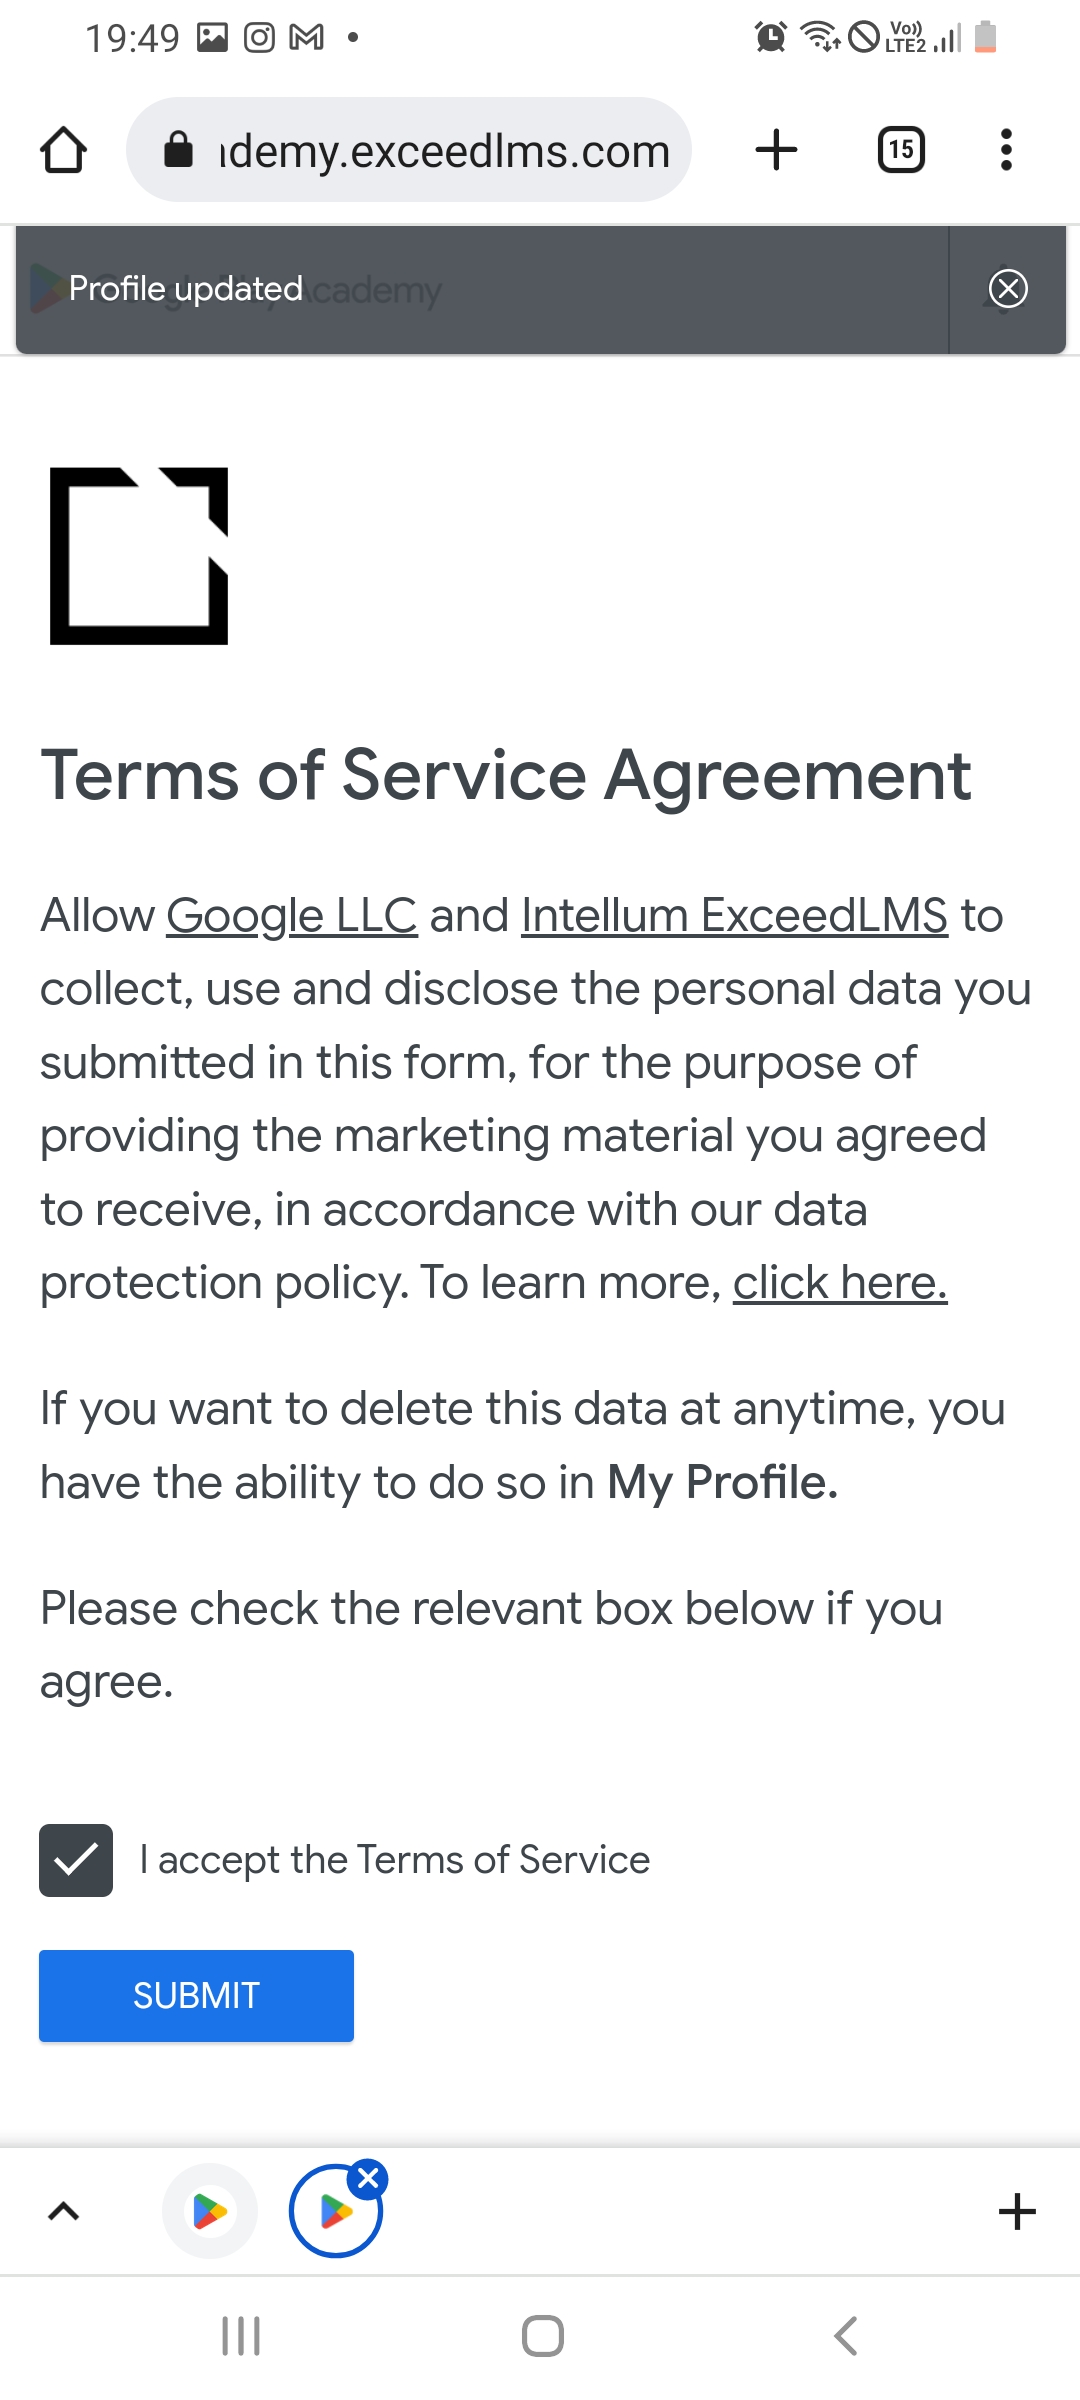 19:49
Vo))
LTE2
ademy.exceedlms.com
15
Profile updated
Google Play Academy
Terms of Service Agreement
Allow Google LLC and Intellum ExceedLMS to
collect, use and disclose the personal data you
submitted in this form, for the purpose of
providing the marketing material you agreed
to receive, in accordance with our data
protection policy. To learn more, click here.
If you want to delete this data at anytime, you
have the ability to do so in My Profile.
Please check the relevant box below if you
agree.
I accept the Terms of Service
SUBMIT